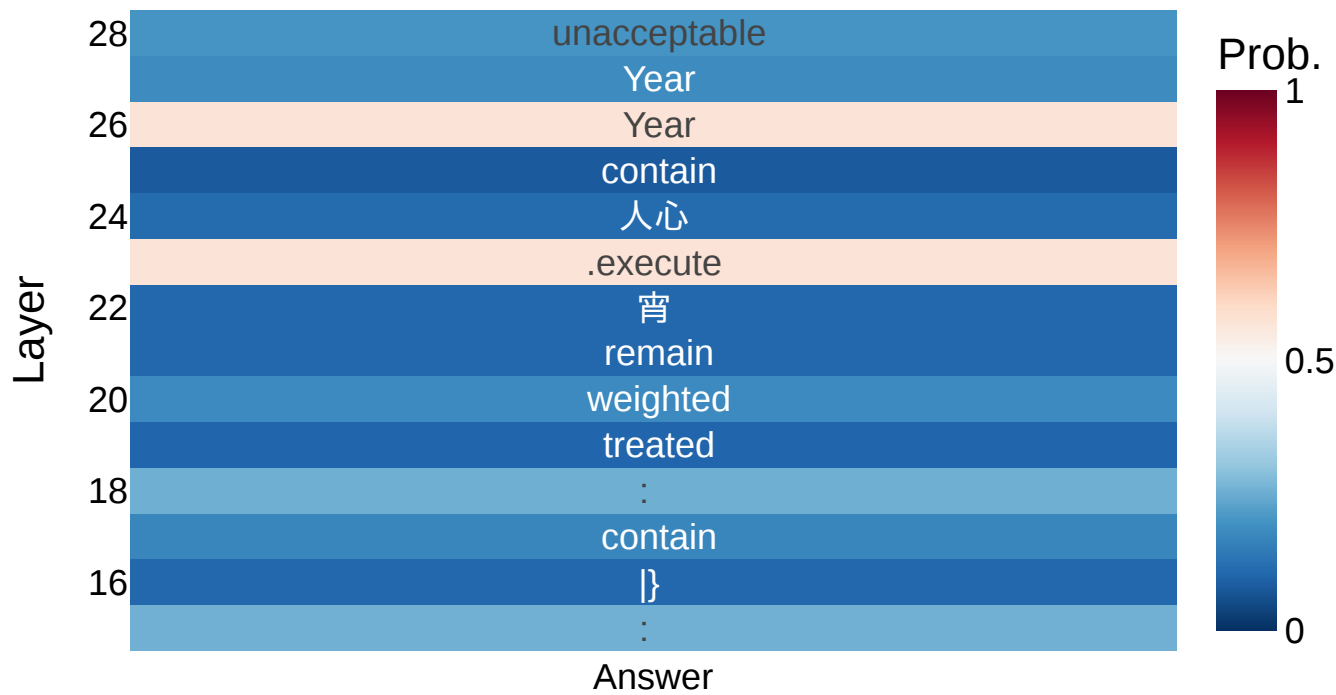 28 unacceptable
Year
26 Year
contain
24 人心
.execute
22 宵
remain
20 weighted
treated
18 :
contain
16 |}
:
Answer
Layer
Prob.
1
0.5
0